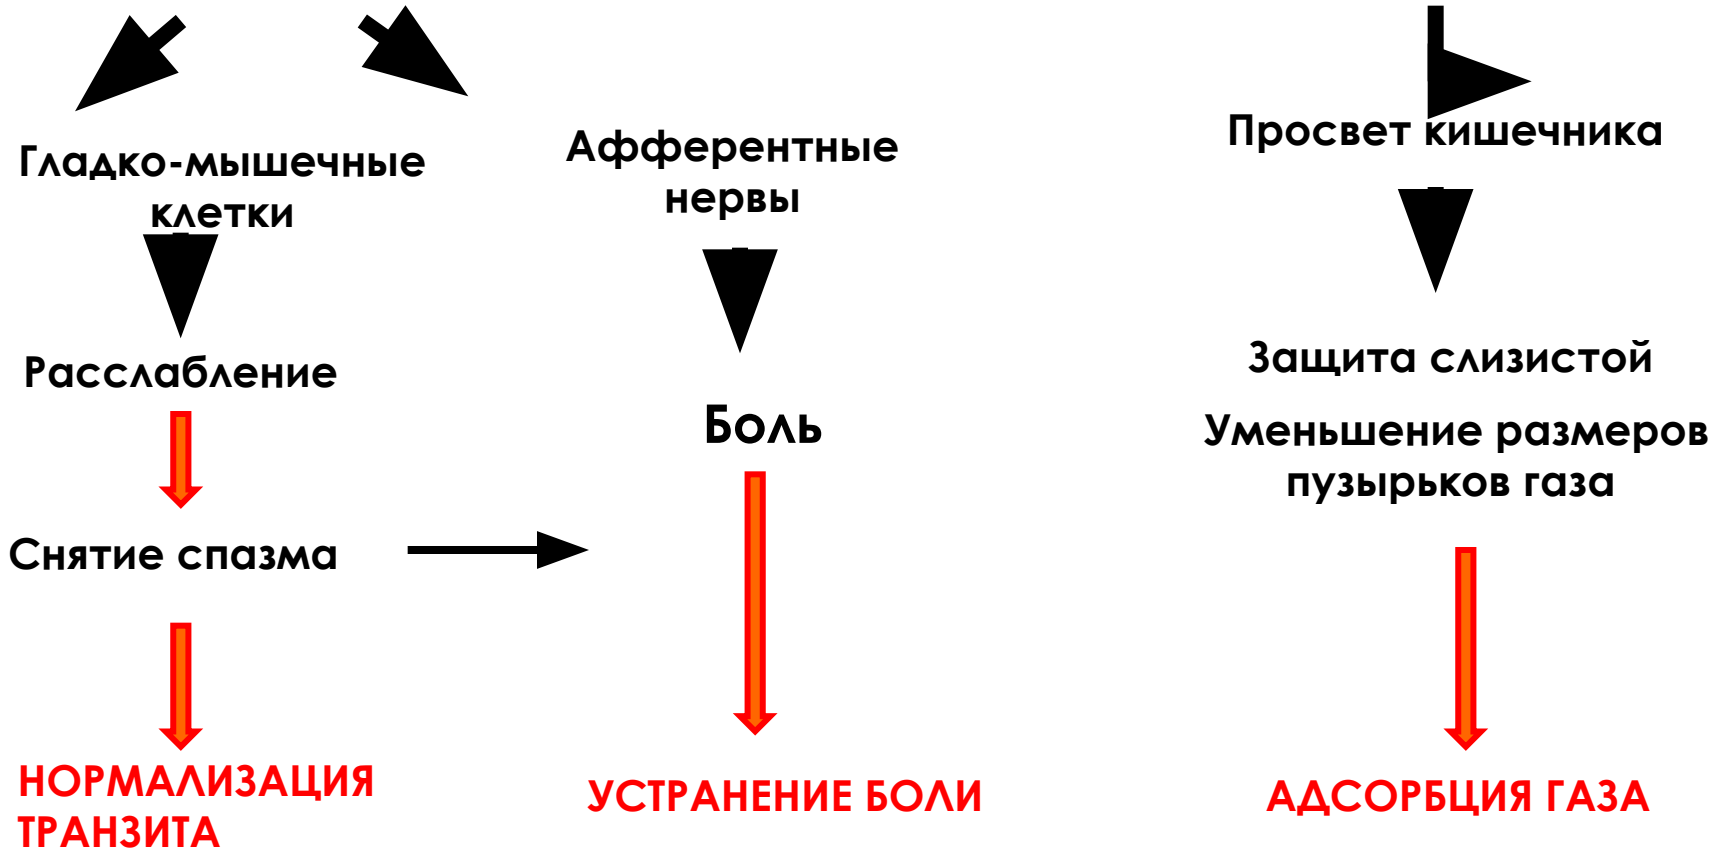 Гладко-мышечные
клетки
Афферентные
нервы
Просвет кишечника
Расслабление
Боль
Защита слизистой
Уменьшение размеров
пузырьков газа
Снятие спазма
НОРМАЛИЗАЦИЯ
ТРАНЗИТА
УСТРАНЕНИЕ БОЛИ
АДСОРБЦИЯ ГАЗА